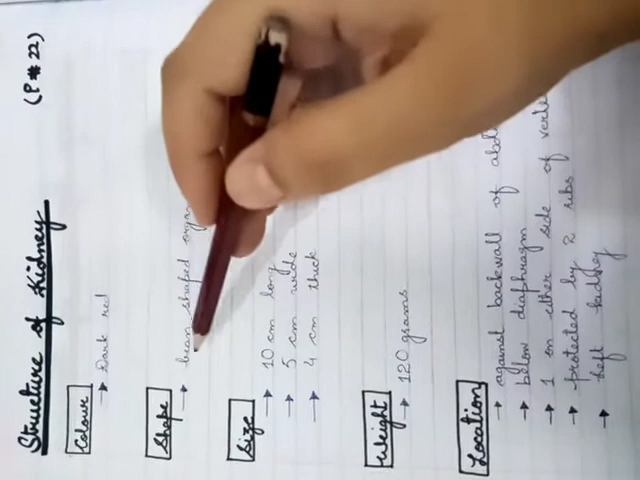 Structure of Kidney (P # 22)
Colour
→ Dark red
Shape
→ bean shaped
Size
→ 10 cm long
→ 5 cm wide
→ 4 cm thick
Weight
→ 120 grams
Location
→ against backwall of
→ below diaphragm
→ 1 on either side of
→ protected by 2 ribs
→ left kidney